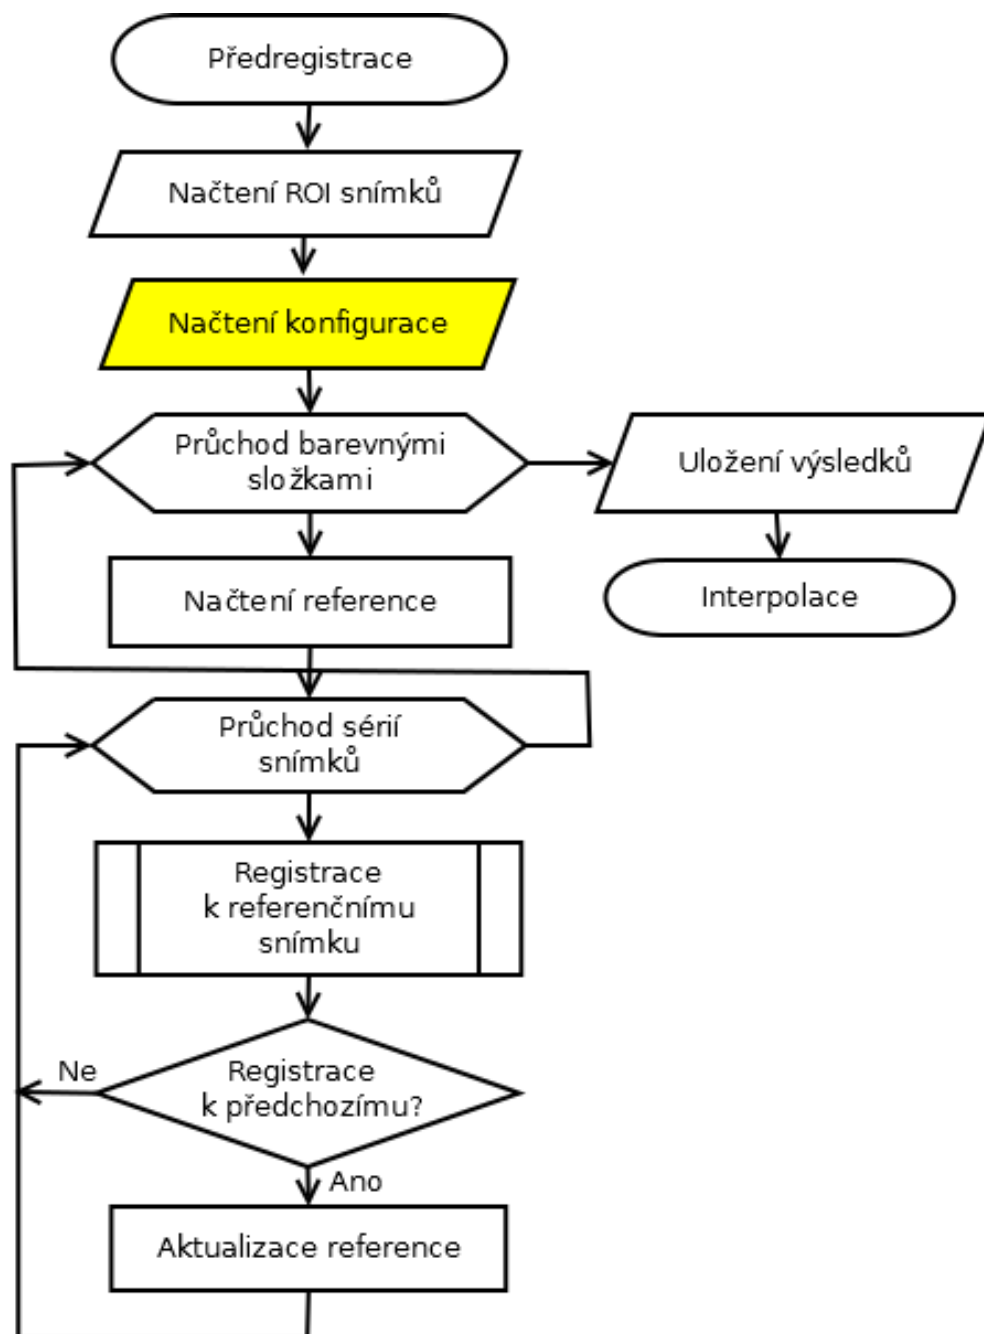 Předregistrace
Načtení ROI snímků
Načtení konfigurace
Průchod barevnými
složkami
Uložení výsledků
Načtení reference
Interpolace
Průchod sérií
snímků
Registrace
k referenčnímu
snímku
Ne
Registrace
k předchozímu?
Ano
Aktualizace reference